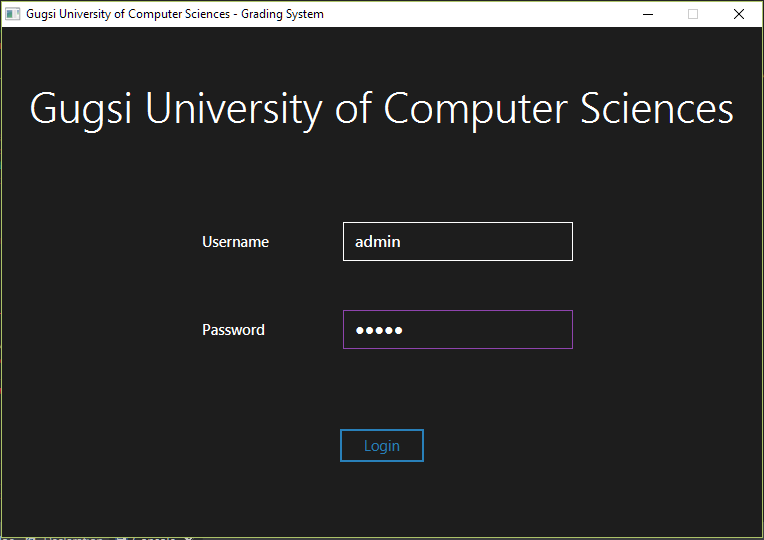 Gugsi University of Computer Sciences - Grading System
Gugsi University of Computer Sciences
Username
admin
Password
●●●●●
Login